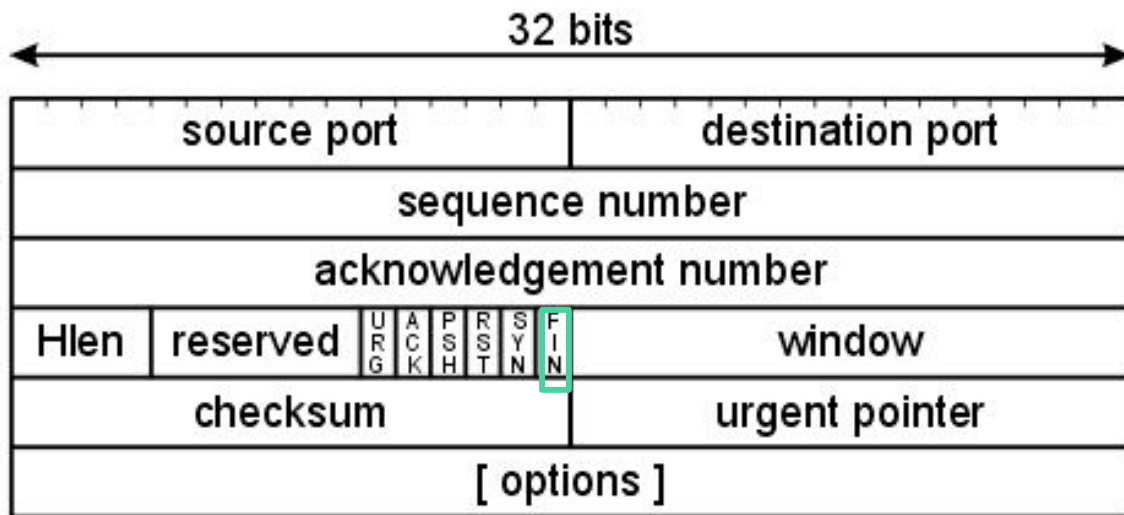 32 bits
source port destination port
sequence number
acknowledgement number
Hlen reserved URG ACK PSH RST SYN FIN window
checksum urgent pointer
[ options ]